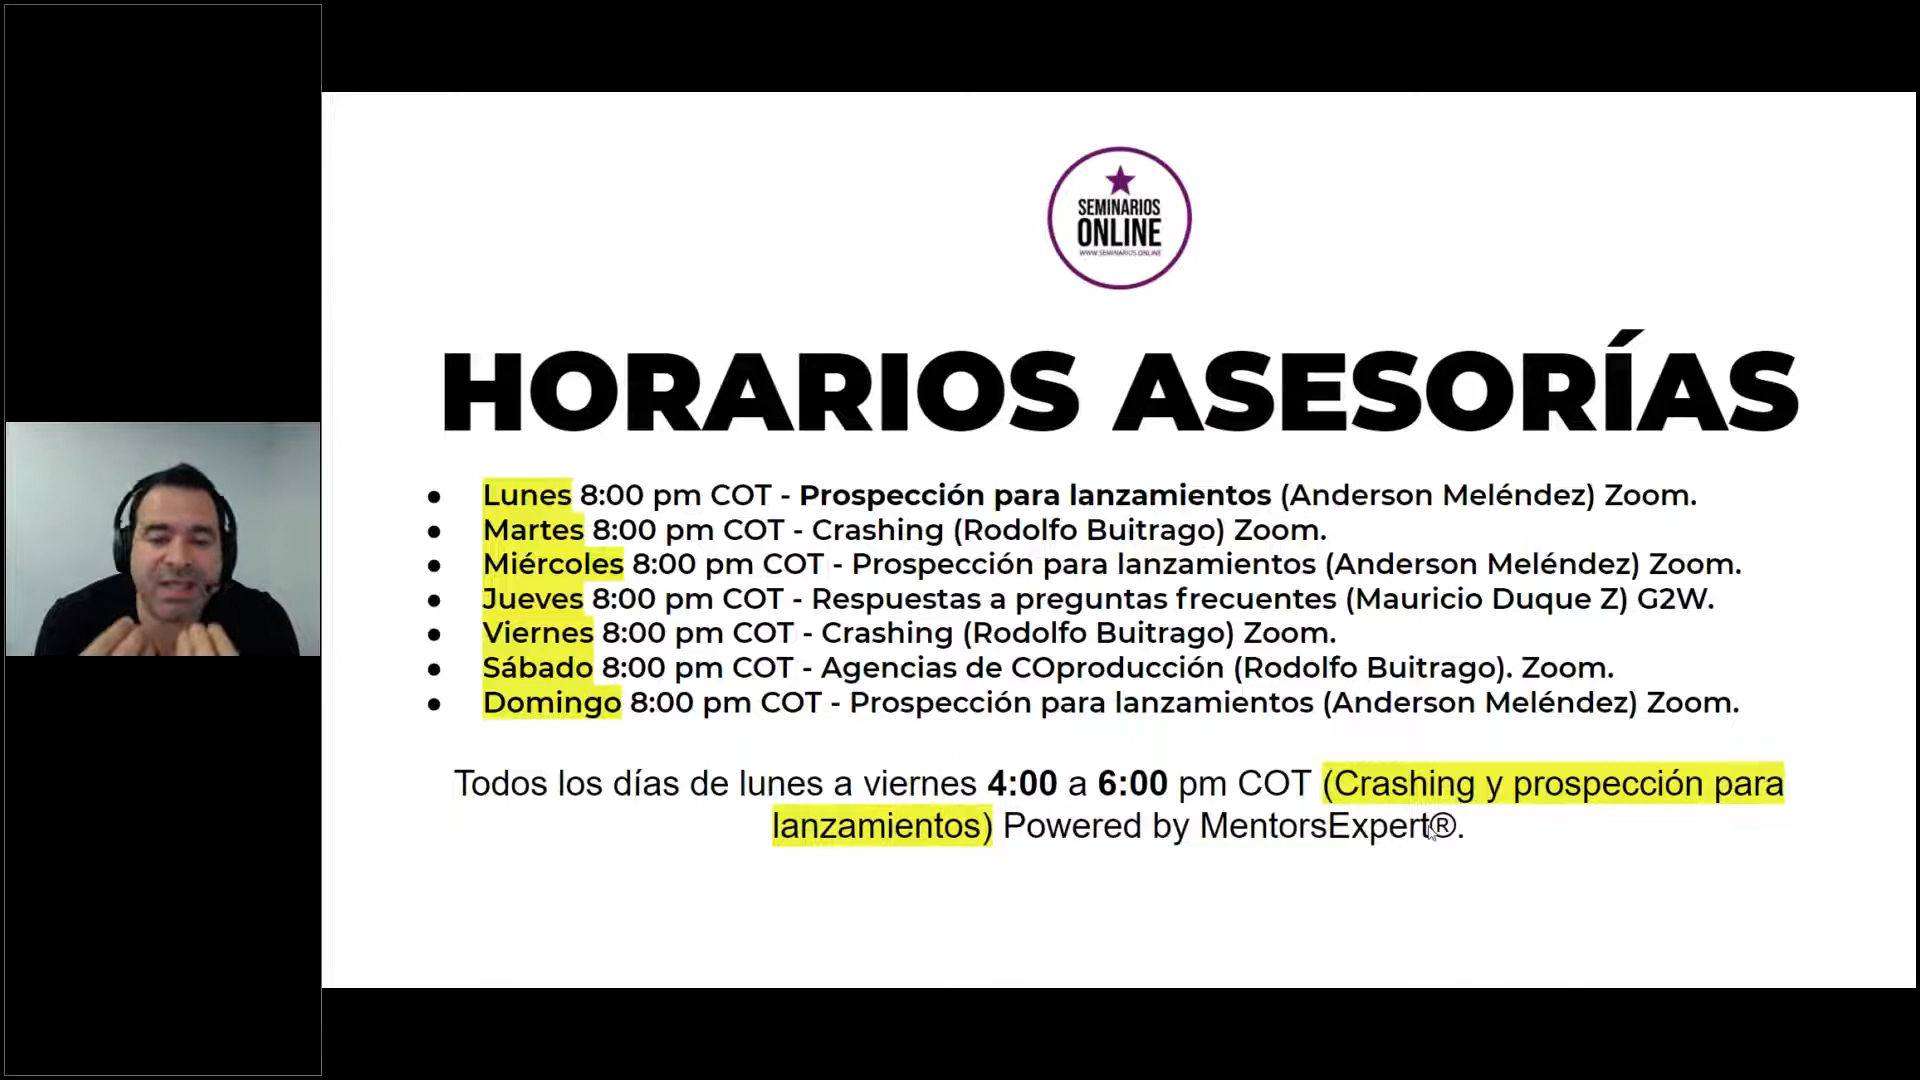 SEMINARIOS
ONLINE
WWW.SEMINARIOS.ONLINE
HORARIOS ASESORÍAS
● Lunes 8:00 pm COT - Prospección para lanzamientos (Anderson Meléndez) Zoom.
● Martes 8:00 pm COT - Crashing (Rodolfo Buitrago) Zoom.
● Miércoles 8:00 pm COT - Prospección para lanzamientos (Anderson Meléndez) Zoom.
● Jueves 8:00 pm COT - Respuestas a preguntas frecuentes (Mauricio Duque Z) G2W.
● Viernes 8:00 pm COT - Crashing (Rodolfo Buitrago) Zoom.
● Sábado 8:00 pm COT - Agencias de COproducción (Rodolfo Buitrago). Zoom.
● Domingo 8:00 pm COT - Prospección para lanzamientos (Anderson Meléndez) Zoom.
Todos los días de lunes a viernes 4:00 a 6:00 pm COT (Crashing y prospección para
lanzamientos) Powered by MentorsExpert®.